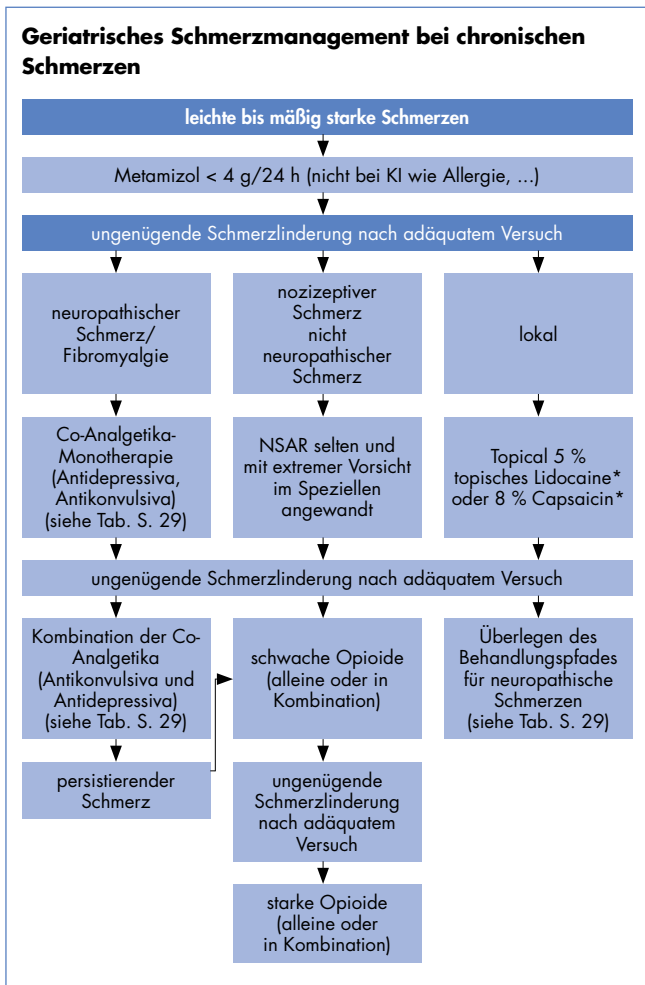 Geriatrisches Schmerzmanagement bei chronischen
Schmerzen
leichte bis mäßig starke Schmerzen
Metamizol < 4 g/24 h (nicht bei KI wie Allergie, ...)
ungenügende Schmerzlinderung nach adäquatem Versuch
neuropathischer
Schmerz/
Fibromyalgie
nozizeptiver
Schmerz
nicht
neuropathischer
Schmerz
lokal
Co-Analgetika-
Monotherapie
(Antidepressiva,
Antikonvulsiva)
(siehe Tab. S. 29)
NSAR selten und
mit extremer Vorsicht
im Speziellen
angewandt
Topical 5 %
topisches Lidocaine*
oder 8 % Capsaicin*
ungenügende Schmerzlinderung nach adäquatem Versuch
Kombination der Co-
Analgetika
(Antikonvulsiva und
Antidepressiva)
(siehe Tab. S. 29)
schwache Opioide
(alleine oder in
Kombination)
Überlegen des
Behandlungspfades
für neuropathische
Schmerzen
(siehe Tab. S. 29)
persistierender
Schmerz
ungenügende
Schmerzlinderung
nach adäquatem
Versuch
starke Opioide
(alleine oder
in Kombination)